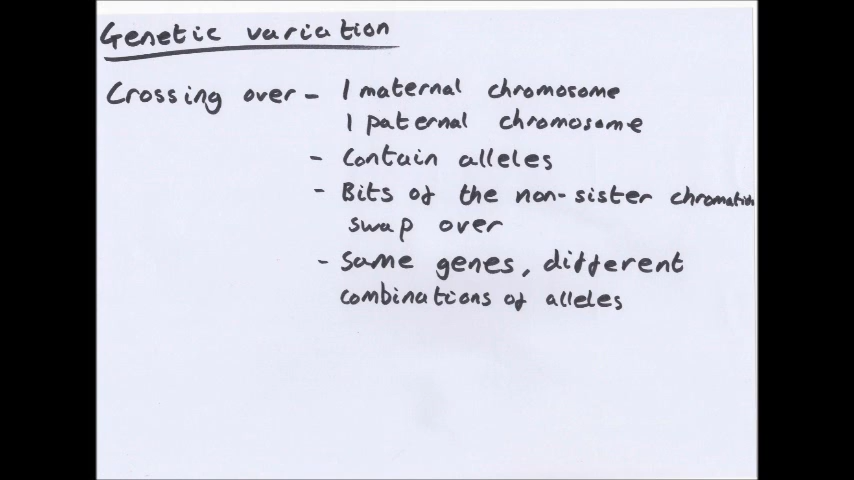 Genetic variation
Crossing over - 1 maternal chromosome
1 paternal chromosome
- Contain alleles
- Bits of the non-sister chromatids
swap over
- Same genes, different
combinations of alleles